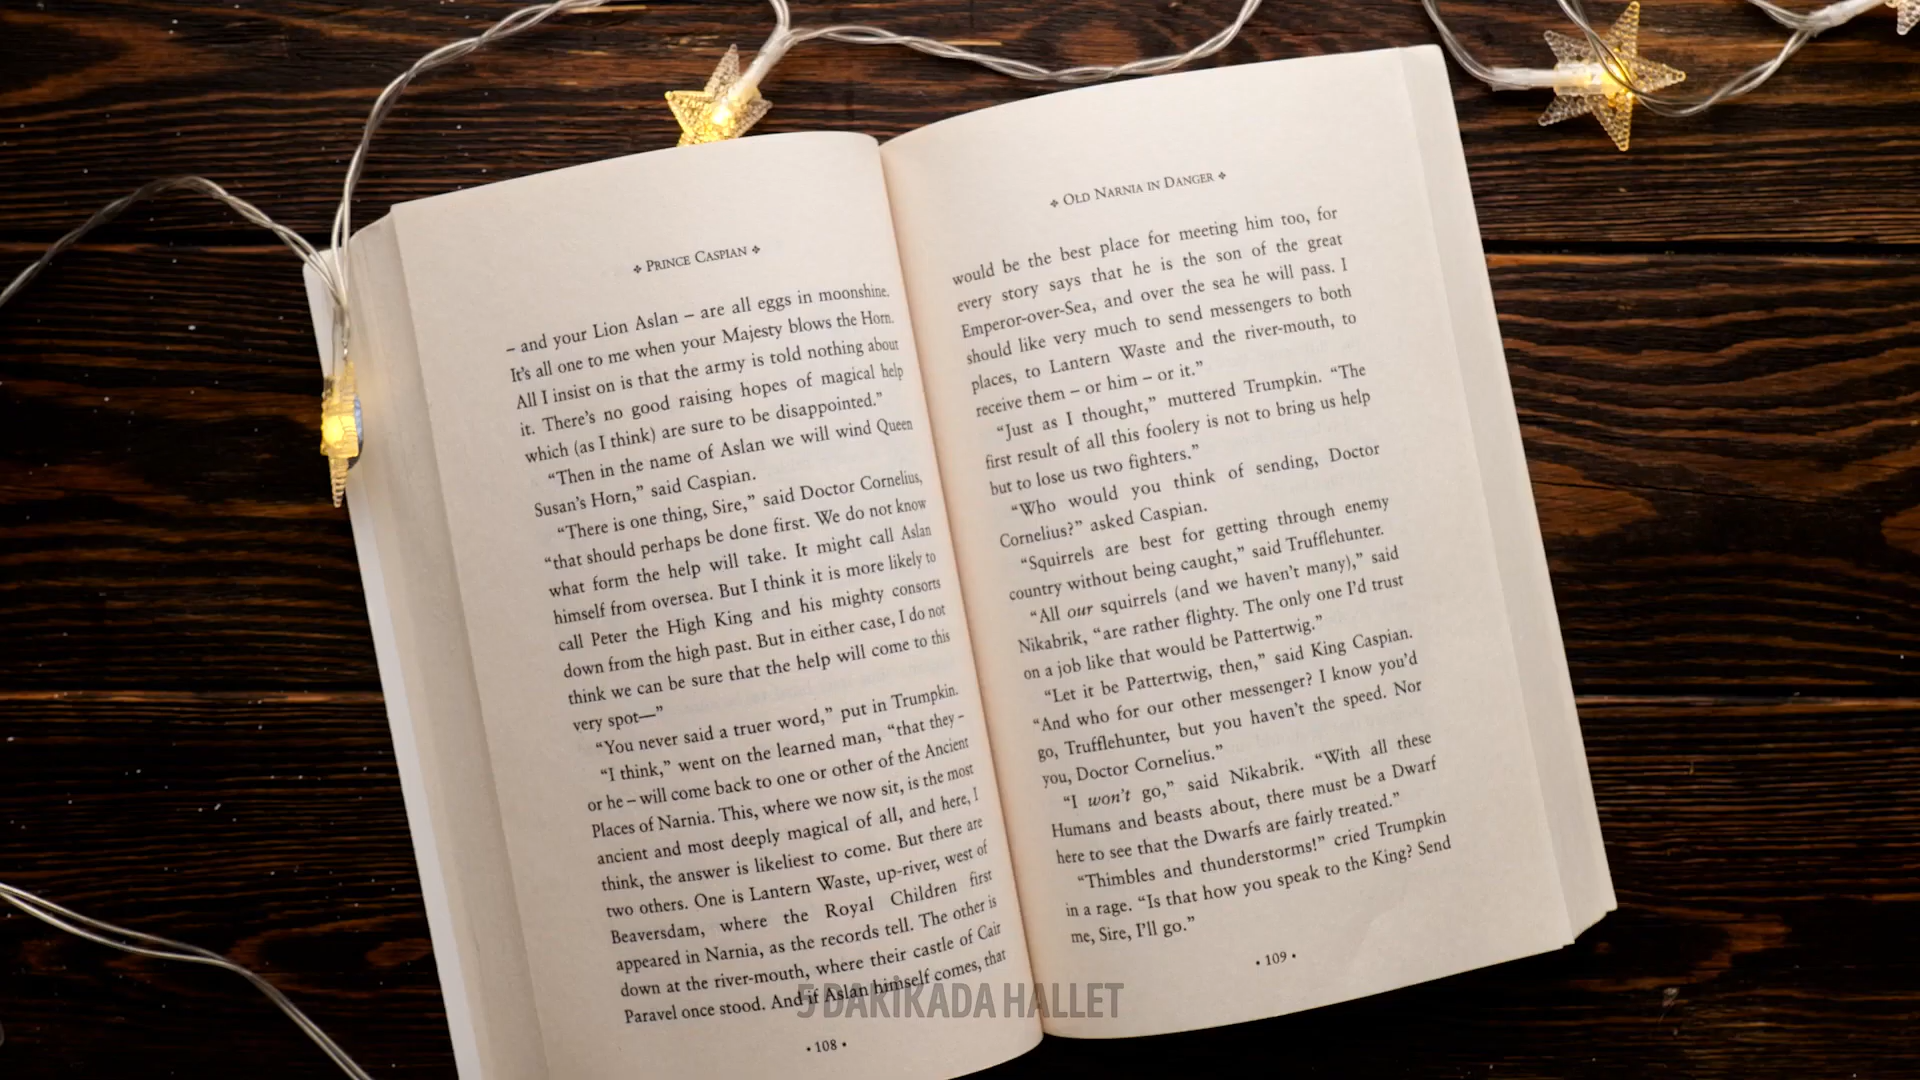 ❖ PRINCE CASPIAN ❖
– and your Lion Aslan – are all eggs in moonshine.
It’s all one to me when your Majesty blows the Horn.
All I insist on is that the army is told nothing about
it. There’s no good raising hopes of magical help
which (as I think) are sure to be disappointed.”
“Then in the name of Aslan we will wind Queen
Susan’s Horn,” said Caspian.
“There is one thing, Sire,” said Doctor Cornelius,
“that should perhaps be done first. We do not know
what form the help will take. It might call Aslan
himself from oversea. But I think it is more likely to
call Peter the High King and his mighty consorts
down from the high past. But in either case, I do not
think we can be sure that the help will come to this
very spot—”
“You never said a truer word,” put in Trumpkin.
“I think,” went on the learned man, “that they –
or he – will come back to one or other of the Ancient
Places of Narnia. This, where we now sit, is the most
ancient and most deeply magical of all, and here, I
think, the answer is likeliest to come. But there are
two others. One is Lantern Waste, up-river, west of
Beaversdam, where the Royal Children first
appeared in Narnia, as the records tell. The other is
down at the river-mouth, where their castle of Cair
Paravel once stood. And if Aslan himself comes, that
• 108 •
❖ OLD NARNIA IN DANGER ❖
would be the best place for meeting him too, for
every story says that he is the son of the great
Emperor-over-Sea, and over the sea he will pass. I
should like very much to send messengers to both
places, to Lantern Waste and the river-mouth, to
receive them – or him – or it.”
“Just as I thought,” muttered Trumpkin. “The
first result of all this foolery is not to bring us help
but to lose us two fighters.”
“Who would you think of sending, Doctor
Cornelius?” asked Caspian.
“Squirrels are best for getting through enemy
country without being caught,” said Trufflehunter.
“All our squirrels (and we haven’t many),” said
Nikabrik, “are rather flighty. The only one I’d trust
on a job like that would be Pattertwig.”
“Let it be Pattertwig, then,” said King Caspian.
“And who for our other messenger? I know you’d
go, Trufflehunter, but you haven’t the speed. Nor
you, Doctor Cornelius.”
“I won’t go,” said Nikabrik. “With all these
Humans and beasts about, there must be a Dwarf
here to see that the Dwarfs are fairly treated.”
“Thimbles and thunderstorms!” cried Trumpkin
in a rage. “Is that how you speak to the King? Send
me, Sire, I’ll go.”
• 109 •
5 DAKİKADA HALLET